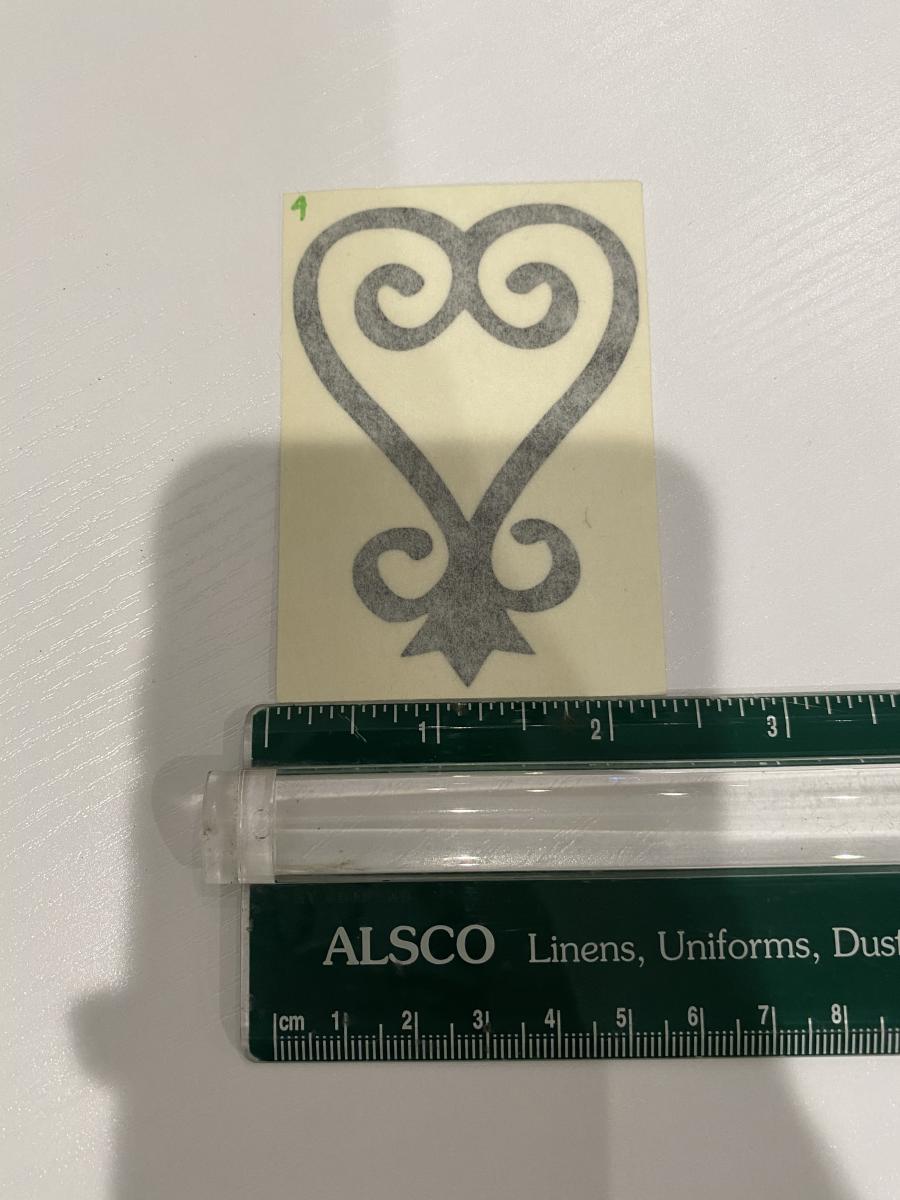 4
1 2 3
ALSCO Linens, Uniforms, Dust
cm 1 2 3 4 5 6 7 8